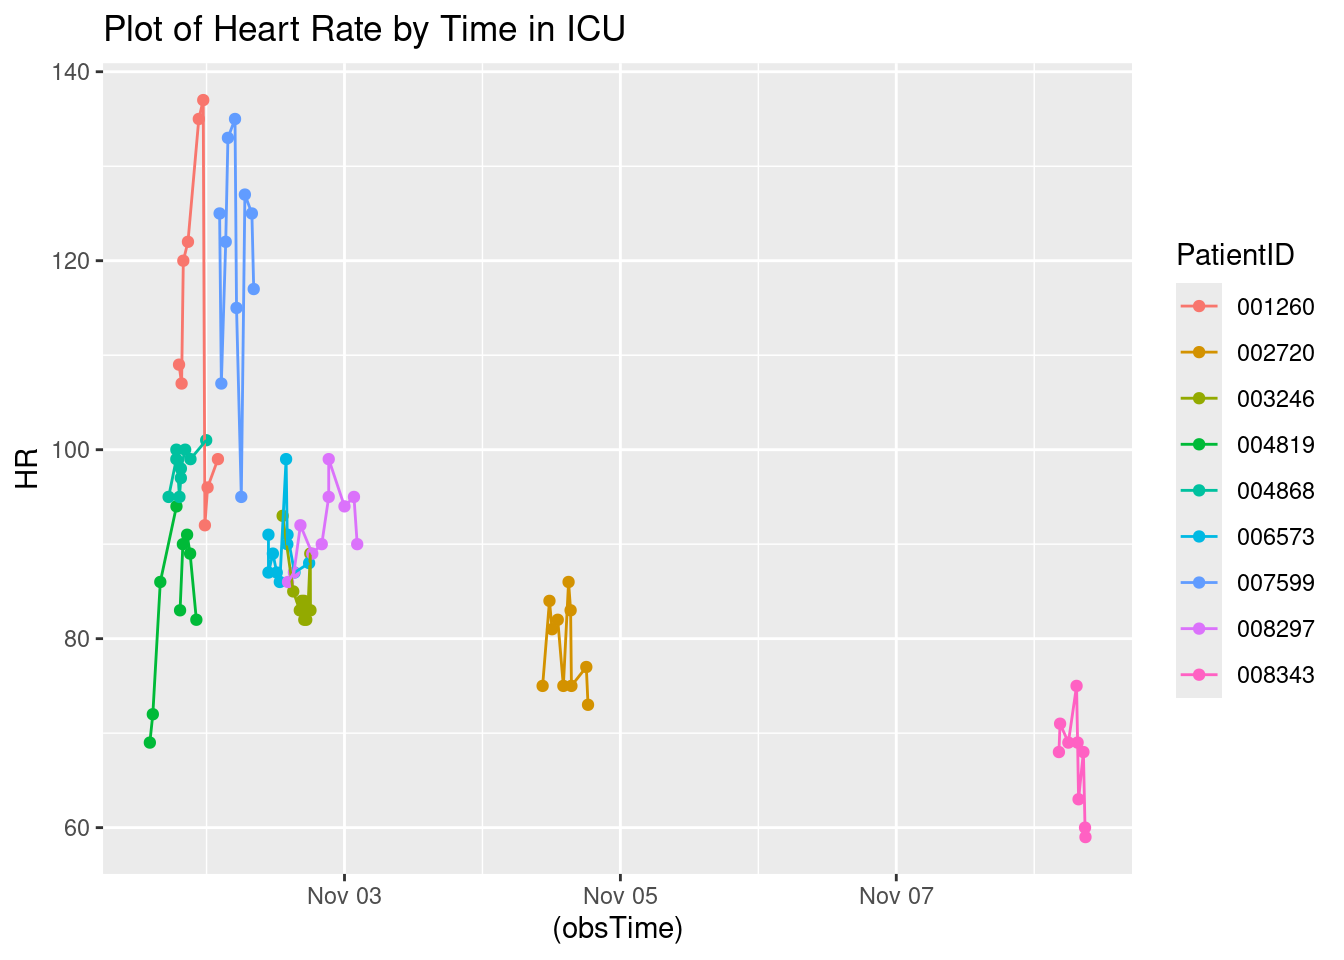 Plot of Heart Rate by Time in ICU
140
120
100
80
60
HR
Nov 03
Nov 05
Nov 07
(obsTime)
PatientID
001260
002720
003246
004819
004868
006573
007599
008297
008343